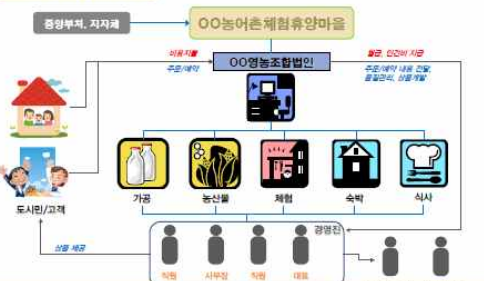 중앙부처, 지자체
OO농어촌체험휴양마을
비용지불
주문/예약
OO영농조합법인
월급, 인건비 지급
주문/예약 내용 전달,
품질관리, 상품개발
가공
농산물
체험
숙박
식사
도시민/고객
경영진
상품 제공
직원
사무장
직원
대표